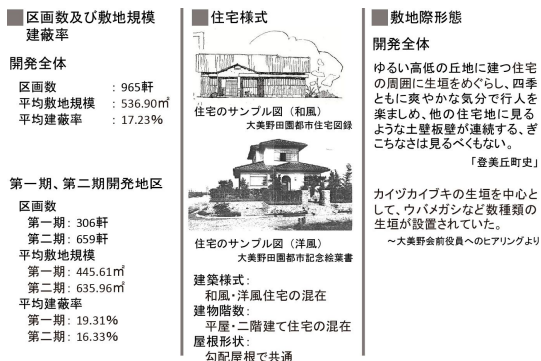 区画数及び敷地規模
建蔽率
開発全体
区画数 : 965軒
平均敷地規模 : 536.90㎡
平均建蔽率 : 17.23%
第一期、第二期開発地区
区画数
第一期: 306軒
第二期: 659軒
平均敷地規模
第一期: 445.61㎡
第二期: 635.96㎡
平均建蔽率
第一期: 19.31%
第二期: 16.33%
住宅様式
住宅のサンプル図（和風）
大美野田園都市住宅図録
住宅のサンプル図（洋風）
大美野田園都市記念絵葉書
建築様式:
和風・洋風住宅の混在
建物階数:
平屋・二階建て住宅の混在
屋根形状:
勾配屋根で共通
敷地際形態
開発全体
ゆるい高低の丘地に建つ住宅
の周囲に生垣をめぐらし、四季
ともに爽やかな気分で行人を
楽ましめ、他の住宅地に見る
ような土壁板壁が連続する、ぎ
こちなさは見るべくもない。
「登美丘町史」
カイヅカイブキの生垣を中心と
して、ウバメガシなど数種類の
生垣が設置されていた。
～大美野会前役員へのヒアリングより